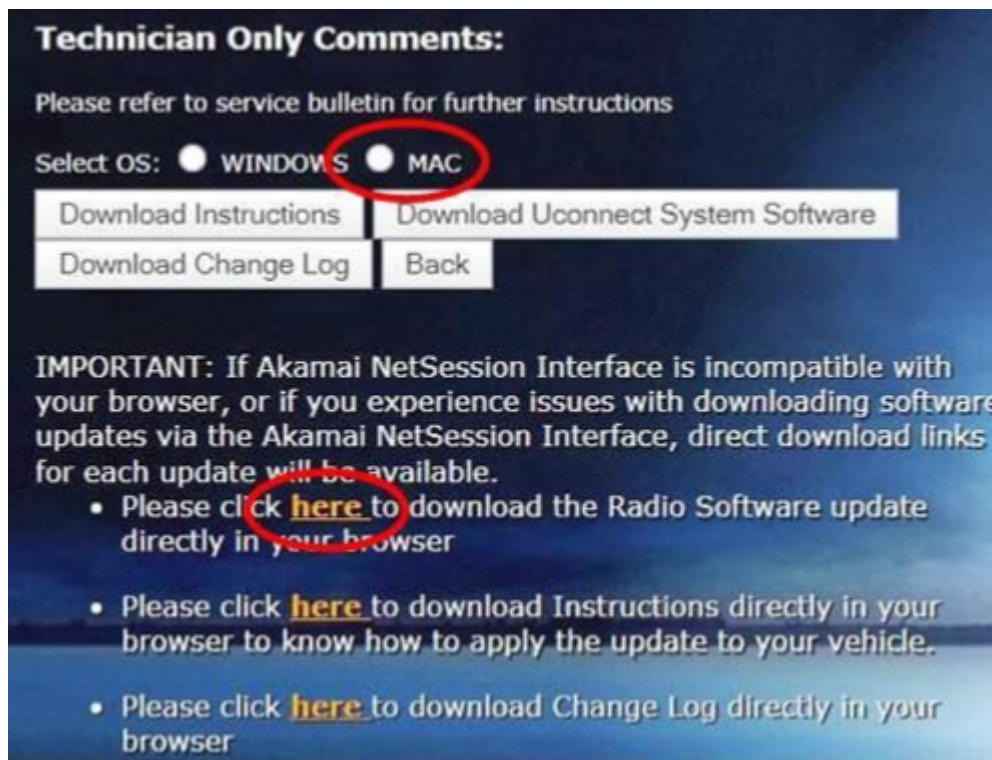 Technician Only Comments:
Please refer to service bulletin for further instructions
Select OS: WINDOWS MAC
Download Instructions Download Uconnect System Software
Download Change Log Back
IMPORTANT: If Akamai NetSession Interface is incompatible with
your browser, or if you experience issues with downloading software
updates via the Akamai NetSession Interface, direct download links
for each update will be available.
• Please click here to download the Radio Software update
directly in your browser
• Please click here to download Instructions directly in your
browser to know how to apply the update to your vehicle.
• Please click here to download Change Log directly in your
browser